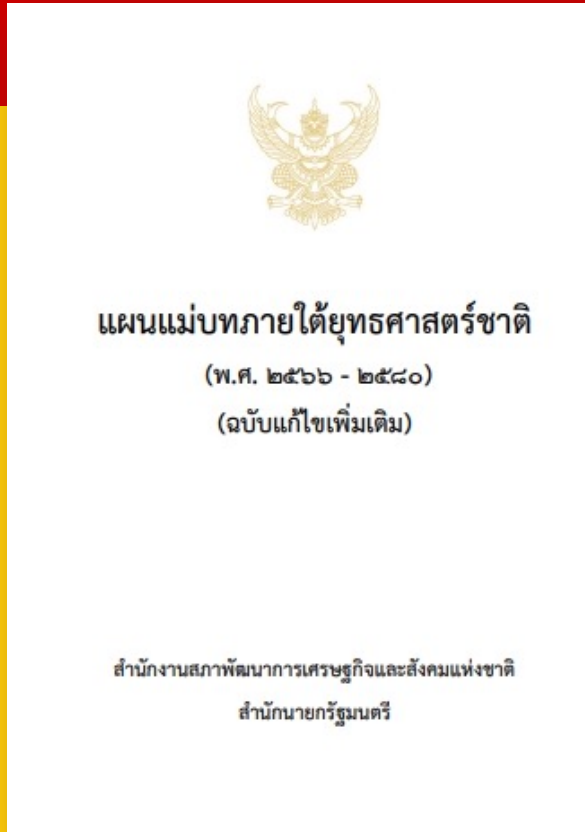 แผนแม่บทภายใต้ยุทธศาสตร์ชาติ
(พ.ศ. ๒๕๖๖ - ๒๕๘๐)
(ฉบับแก้ไขเพิ่มเติม)
สำนักงานสภาพัฒนาการเศรษฐกิจและสังคมแห่งชาติ
สำนักนายกรัฐมนตรี